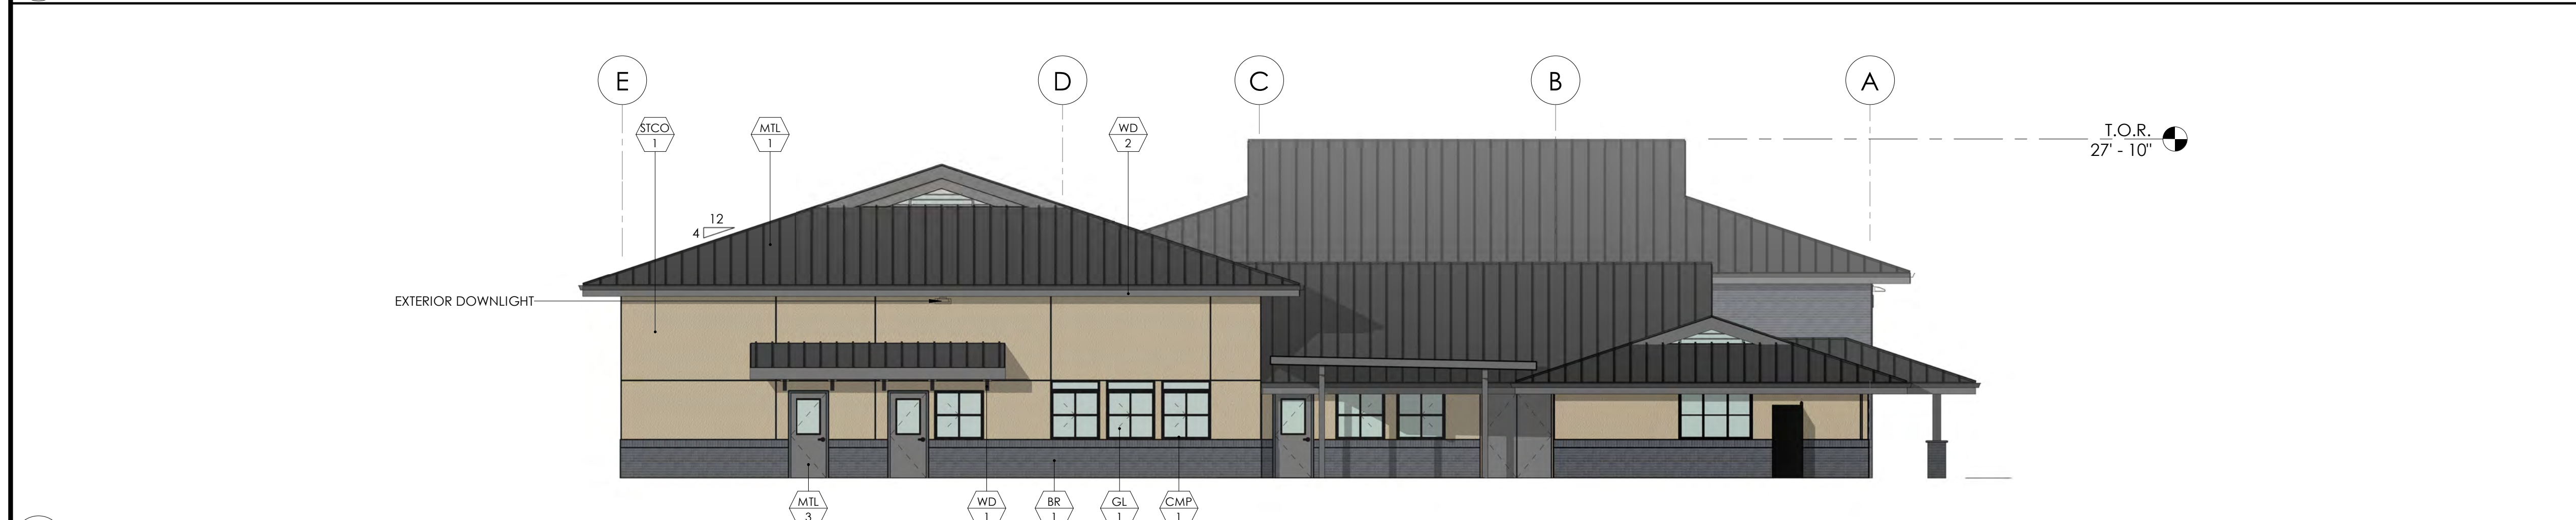 E
D
C
B
A
STCO
1
MTL
1
WD
2
T.O.R.
27' - 10"
12
4
EXTERIOR DOWNLIGHT
MTL
3
WD
1
BR
1
GL
1
CMP
1